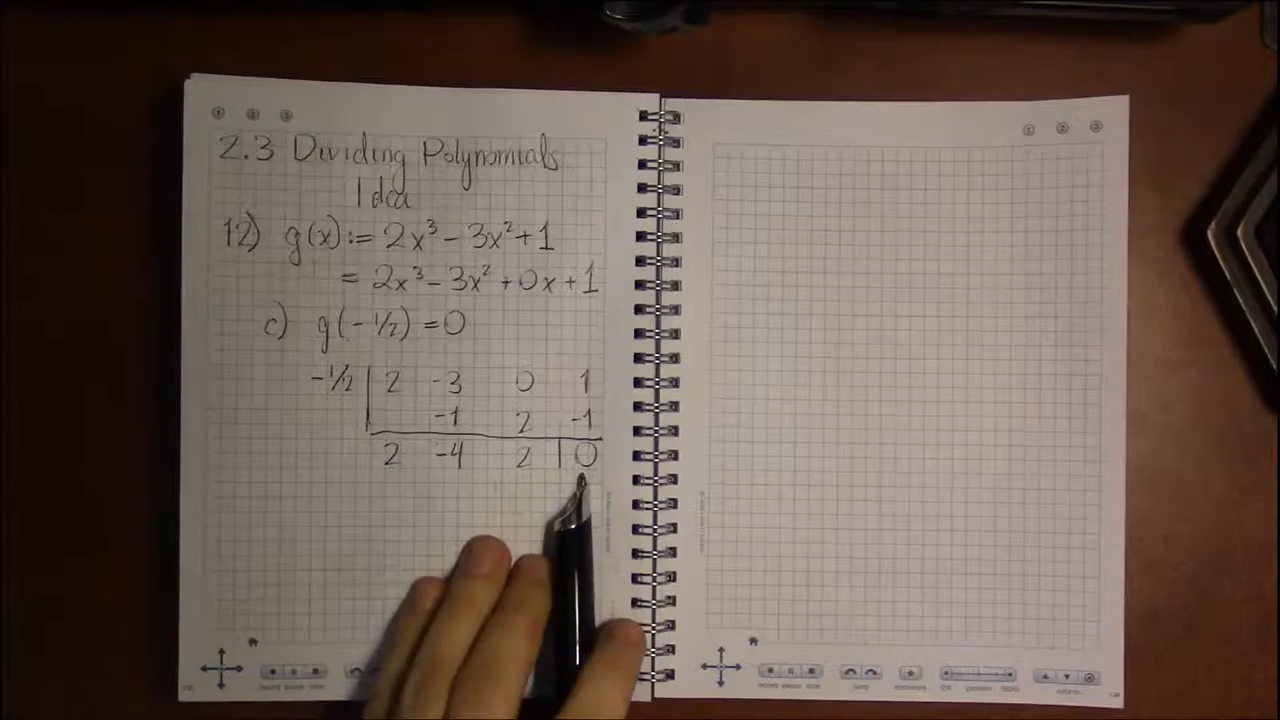 2.3 Dividing Polynomials
Idea
12) g(x) := 2x³ - 3x² + 1
= 2x³ - 3x² + 0x + 1
c) g(-1/2) = 0
-1/2 | 2 -3 0 1
-1 2 -1
2 -4 2 | 0